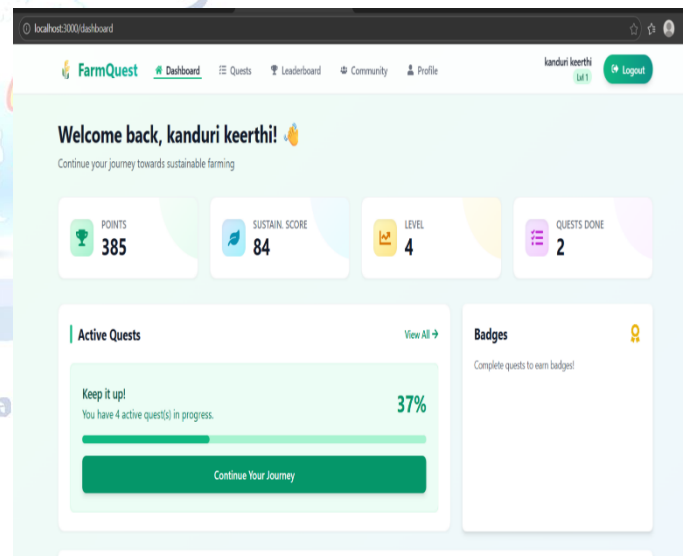 localhost:3000/dashboard
FarmQuest
Dashboard
Quests
Leaderboard
Community
Profile
kanduri keerthi
Lvl 1
Logout
Welcome back, kanduri keerthi!
Continue your journey towards sustainable farming
POINTS
385
SUSTAIN. SCORE
84
LEVEL
4
QUESTS DONE
2
Active Quests
View All →
Keep it up!
You have 4 active quest(s) in progress.
37%
Continue Your Journey
Badges
Complete quests to earn badges!